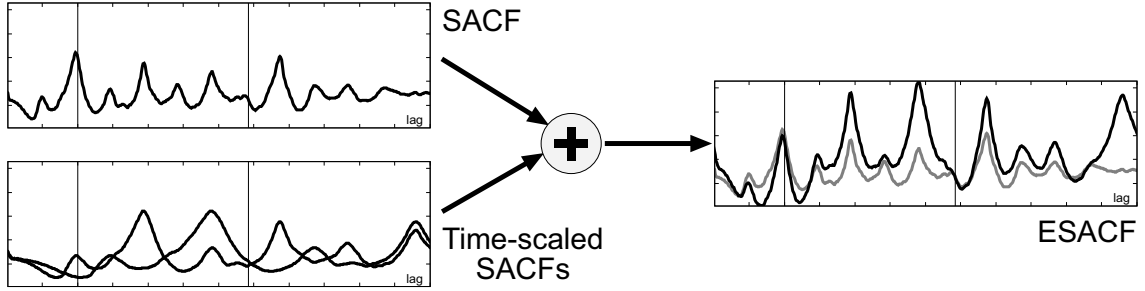 SACF
lag
Time-scaled
SACFs
lag
+
lag
ESACF